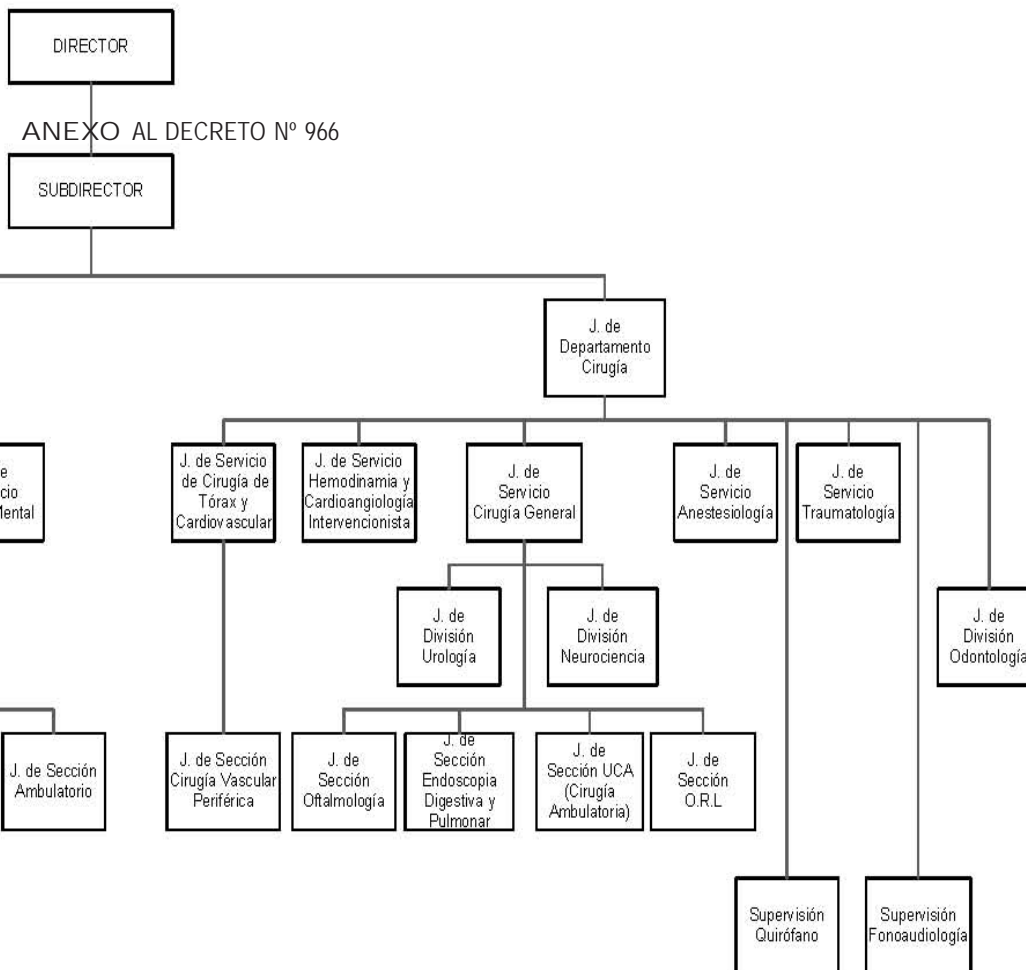 DIRECTOR
ANEXO AL DECRETO Nº 966
SUBDIRECTOR
J. de
Departamento
Cirugía
e
cio
Mental
J. de Servicio
de Cirugía de
Tórax y
Cardiovascular
J. de Servicio
Hemodinamia y
Cardioangiología
Intervencionista
J. de
Servicio
Cirugía General
J. de
Servicio
Anestesiología
J. de
Servicio
Traumatología
J. de
División
Urología
J. de
División
Neurociencia
J. de
División
Odontología
J. de Sección
Ambulatorio
J. de Sección
Cirugía Vascular
Periférica
J. de
Sección
Oftalmología
J. de
Sección
Endoscopia
Digestiva y
Pulmonar
J. de
Sección UCA
(Cirugía
Ambulatoria)
J. de
Sección
O.R.L
Supervisión
Quirófano
Supervisión
Fonoaudiología